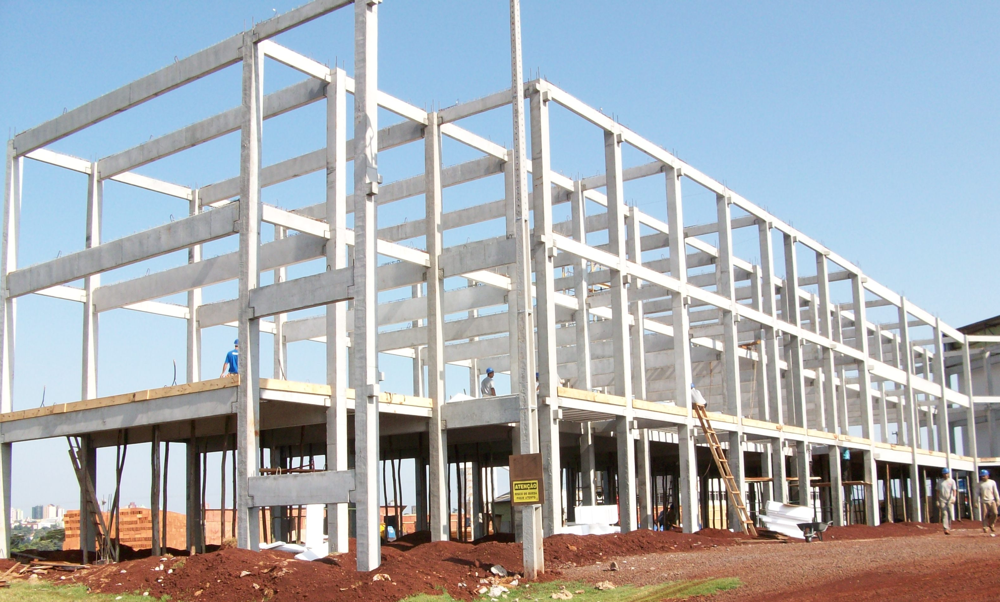 ATENÇÃO
RISCO DE QUEDA
FIQUE ATENTO